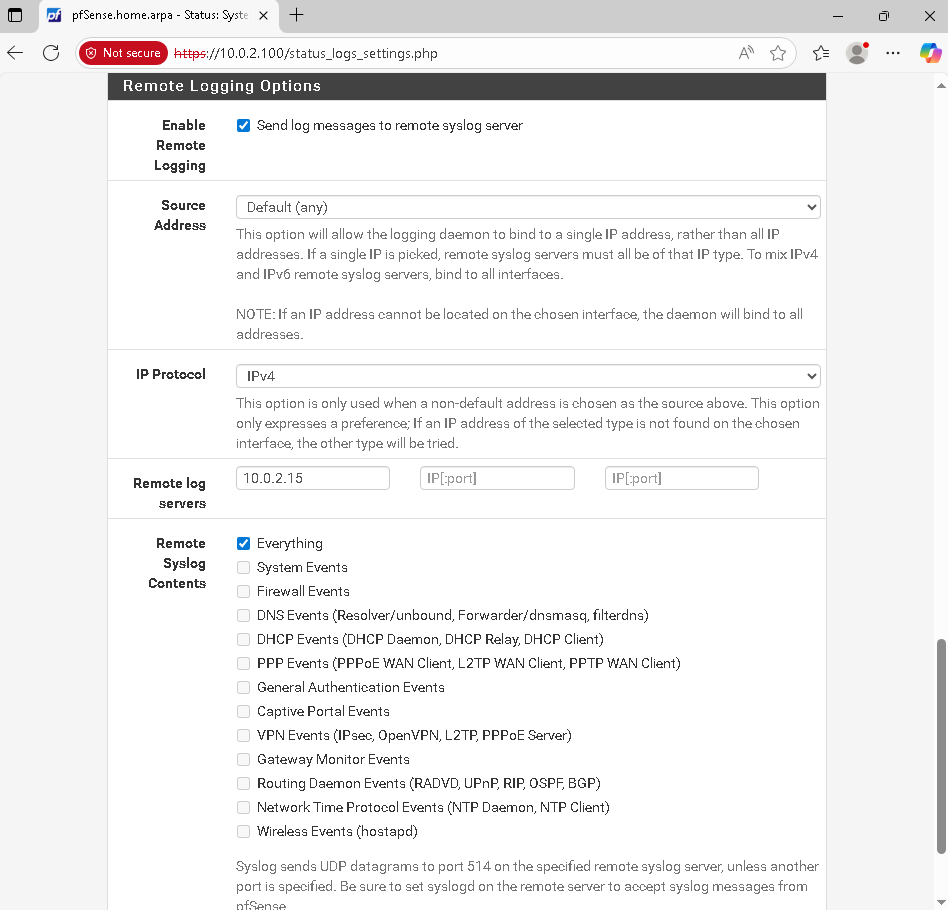 pfSense.home.arpa - Status: Syste
Not secure https://10.0.2.100/status_logs_settings.php
Remote Logging Options
Enable
Remote
Logging
Send log messages to remote syslog server
Source
Address
Default (any)
This option will allow the logging daemon to bind to a single IP address, rather than all IP
addresses. If a single IP is picked, remote syslog servers must all be of that IP type. To mix IPv4
and IPv6 remote syslog servers, bind to all interfaces.
NOTE: If an IP address cannot be located on the chosen interface, the daemon will bind to all
addresses.
IP Protocol
IPv4
This option is only used when a non-default address is chosen as the source above. This option
only expresses a preference; If an IP address of the selected type is not found on the chosen
interface, the other type will be tried.
Remote log
servers
10.0.2.15 IP[:port] IP[:port]
Remote
Syslog
Contents
Everything
System Events
Firewall Events
DNS Events (Resolver/unbound, Forwarder/dnsmasq, filterdns)
DHCP Events (DHCP Daemon, DHCP Relay, DHCP Client)
PPP Events (PPPoE WAN Client, L2TP WAN Client, PPTP WAN Client)
General Authentication Events
Captive Portal Events
VPN Events (IPsec, OpenVPN, L2TP, PPPoE Server)
Gateway Monitor Events
Routing Daemon Events (RADVD, UPnP, RIP, OSPF, BGP)
Network Time Protocol Events (NTP Daemon, NTP Client)
Wireless Events (hostapd)
Syslog sends UDP datagrams to port 514 on the specified remote syslog server, unless another
port is specified. Be sure to set syslogd on the remote server to accept syslog messages from
pfSense.